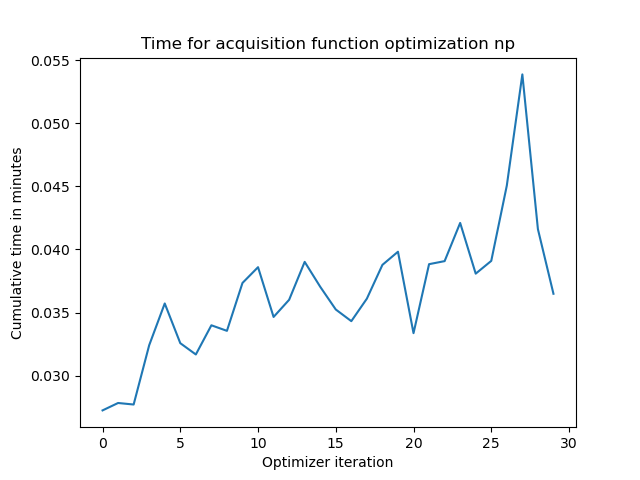 Time for acquisition function optimization np
0.055
0.050
0.045
0.040
0.035
0.030
Cumulative time in minutes
0 5 10 15 20 25 30
Optimizer iteration